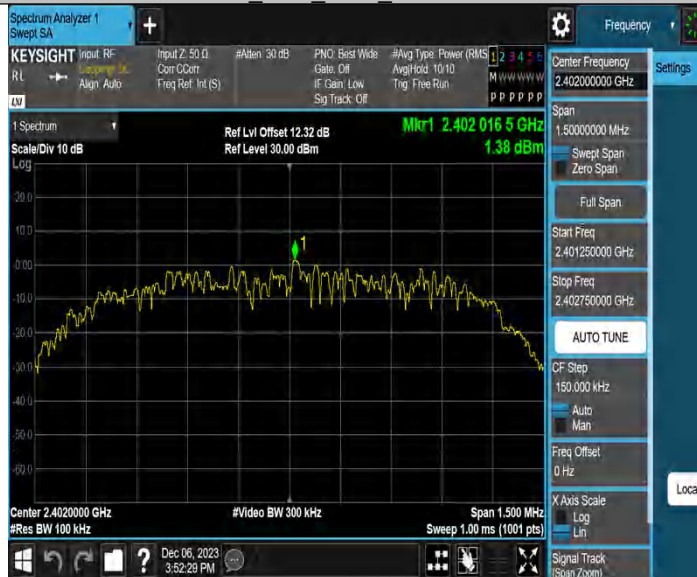 Spectrum Analyzer 1
Swept SA
Frequency
KEYSIGHT
Input: RF
Coupling: DC
Align: Auto
RL
Input Z: 50 Ω
Corr CCorr
Freq Ref: Int (S)
#Atten: 30 dB
PNO: Best Wide
Gate: Off
IF Gain: Low
Sig Track: Off
#Avg Type: Power (RMS
Avg|Hold: 10/10
Trig: Free Run
1 2 3 4 5 6
M W W W W W
P P P P P P
1 Spectrum
Scale/Div 10 dB
Log
Ref Lvl Offset 12.32 dB
Ref Level 30.00 dBm
Mkr1 2.402 016 5 GHz
1.38 dBm
20.0
10.0
0.00
-10.0
-20.0
-30.0
-40.0
-50.0
-60.0
1
Center 2.4020000 GHz
#Res BW 100 kHz
#Video BW 300 kHz
Span 1.500 MHz
Sweep 1.00 ms (1001 pts)
Dec 06, 2023
3:52:29 PM
?
Center Frequency
2.402000000 GHz
Settings
Span
1.50000000 MHz
Swept Span
Zero Span
Full Span
Start Freq
2.401250000 GHz
Stop Freq
2.402750000 GHz
AUTO TUNE
CF Step
150.000 kHz
Auto
Man
Freq Offset
0 Hz
X Axis Scale
Log
Lin
Loca
Signal Track
(Span Zoom)